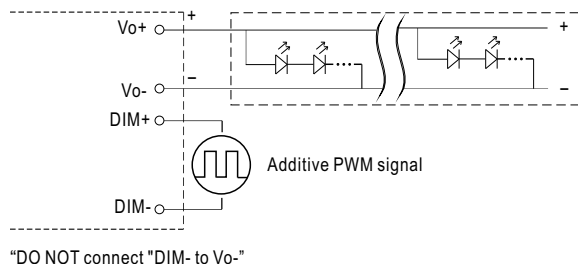 Vo+
+
+
Vo-
–
–
DIM+
Additive PWM signal
DIM-
“DO NOT connect "DIM- to Vo-”